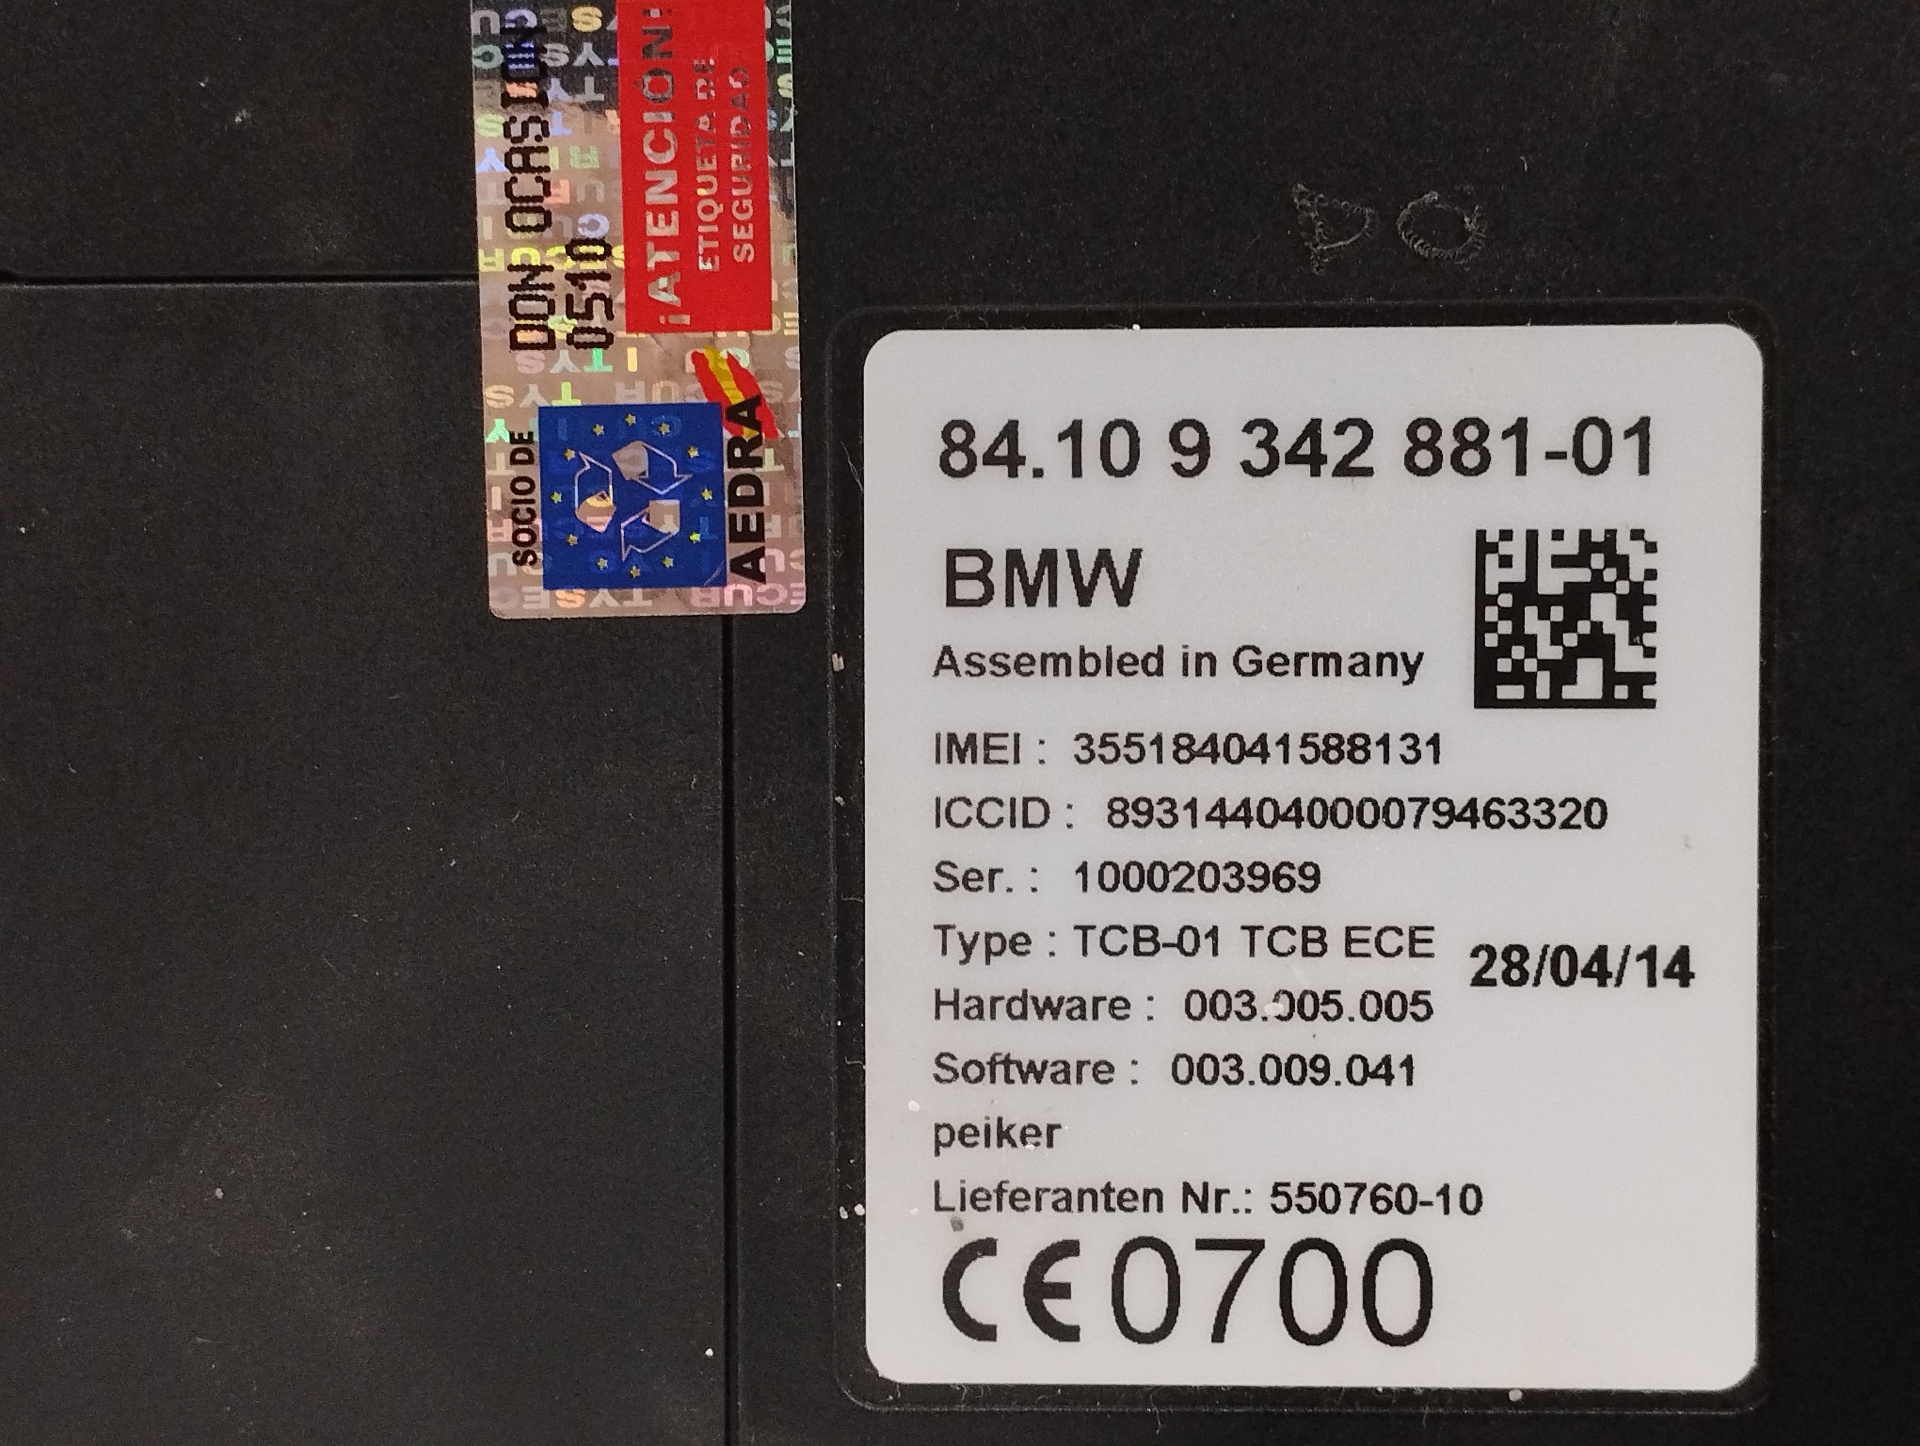 DON OCASION
0510
¡ATENCIÓN!
ETIQUETA DE
SEGURIDAD
SOCIO DE
AEDRA
DO
84.10 9 342 881-01
BMW
Assembled in Germany
IMEI : 355184041588131
ICCID : 89314404000079463320
Ser. : 1000203969
Type : TCB-01 TCB ECE
28/04/14
Hardware : 003.005.005
Software : 003.009.041
peiker
Lieferanten Nr.: 550760-10
CE0700